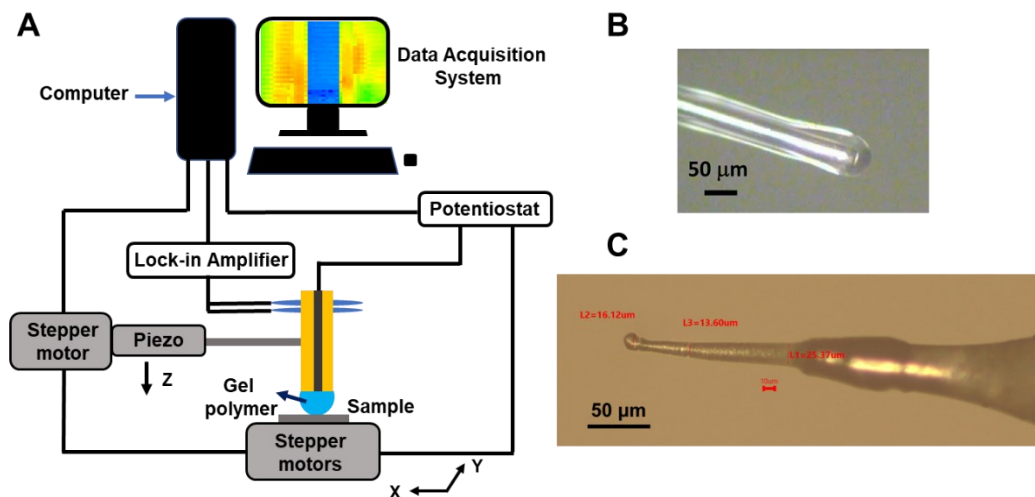 A
Data Acquisition
System
Computer
Potentiostat
Lock-in Amplifier
Stepper
motor
Piezo
Z
Gel
polymer
Sample
Stepper
motors
X
Y
B
50 µm
C
L2=16.12um
L3=13.60um
L1=25.37um
10um
50 µm